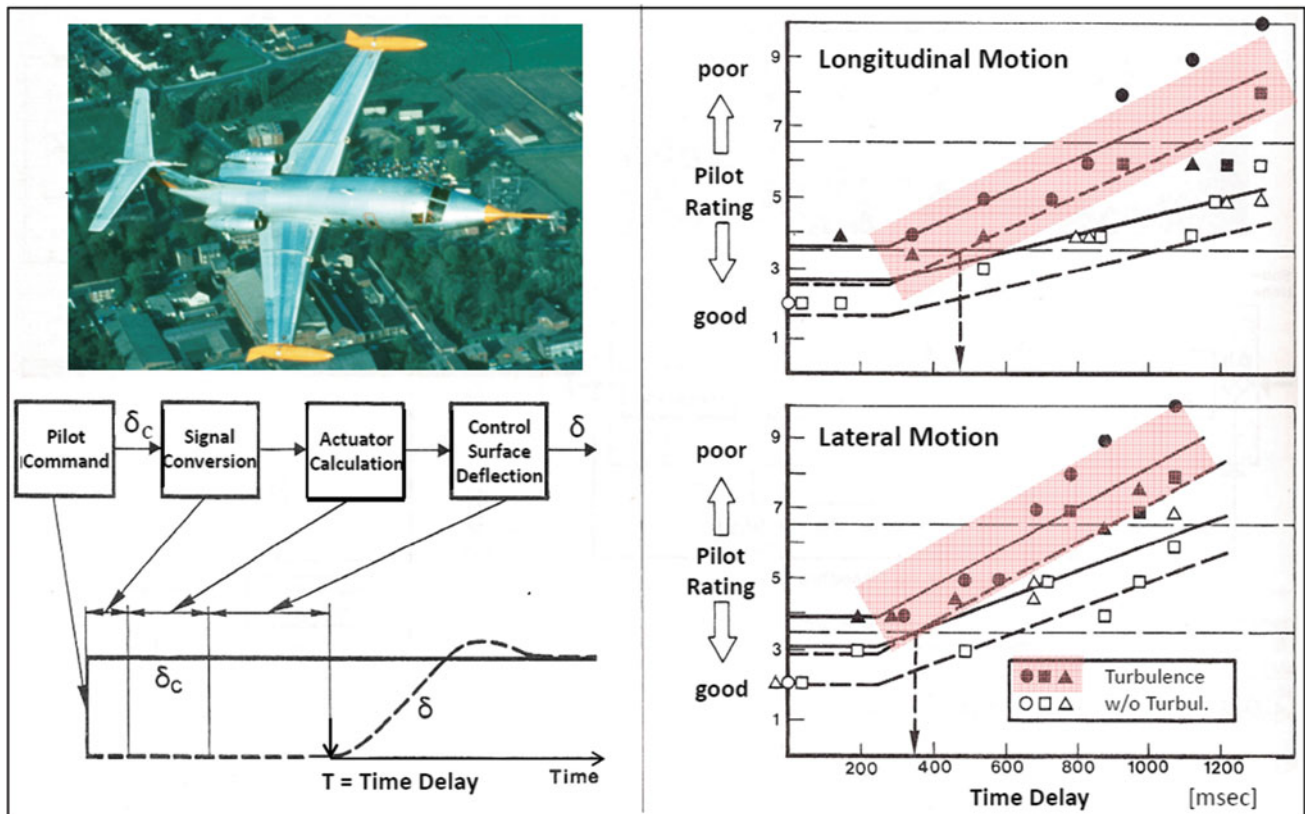 Pilot
Command
δc
Signal
Conversion
Actuator
Calculation
Control
Surface
Deflection
δ
δc
δ
T = Time Delay
Time
Longitudinal Motion
poor
Pilot
Rating
good
9
7
5
3
1
Lateral Motion
poor
Pilot
Rating
good
9
7
5
3
1
Turbulence
w/o Turbul.
200
400
600
800
1000
1200
Time Delay
[msec]